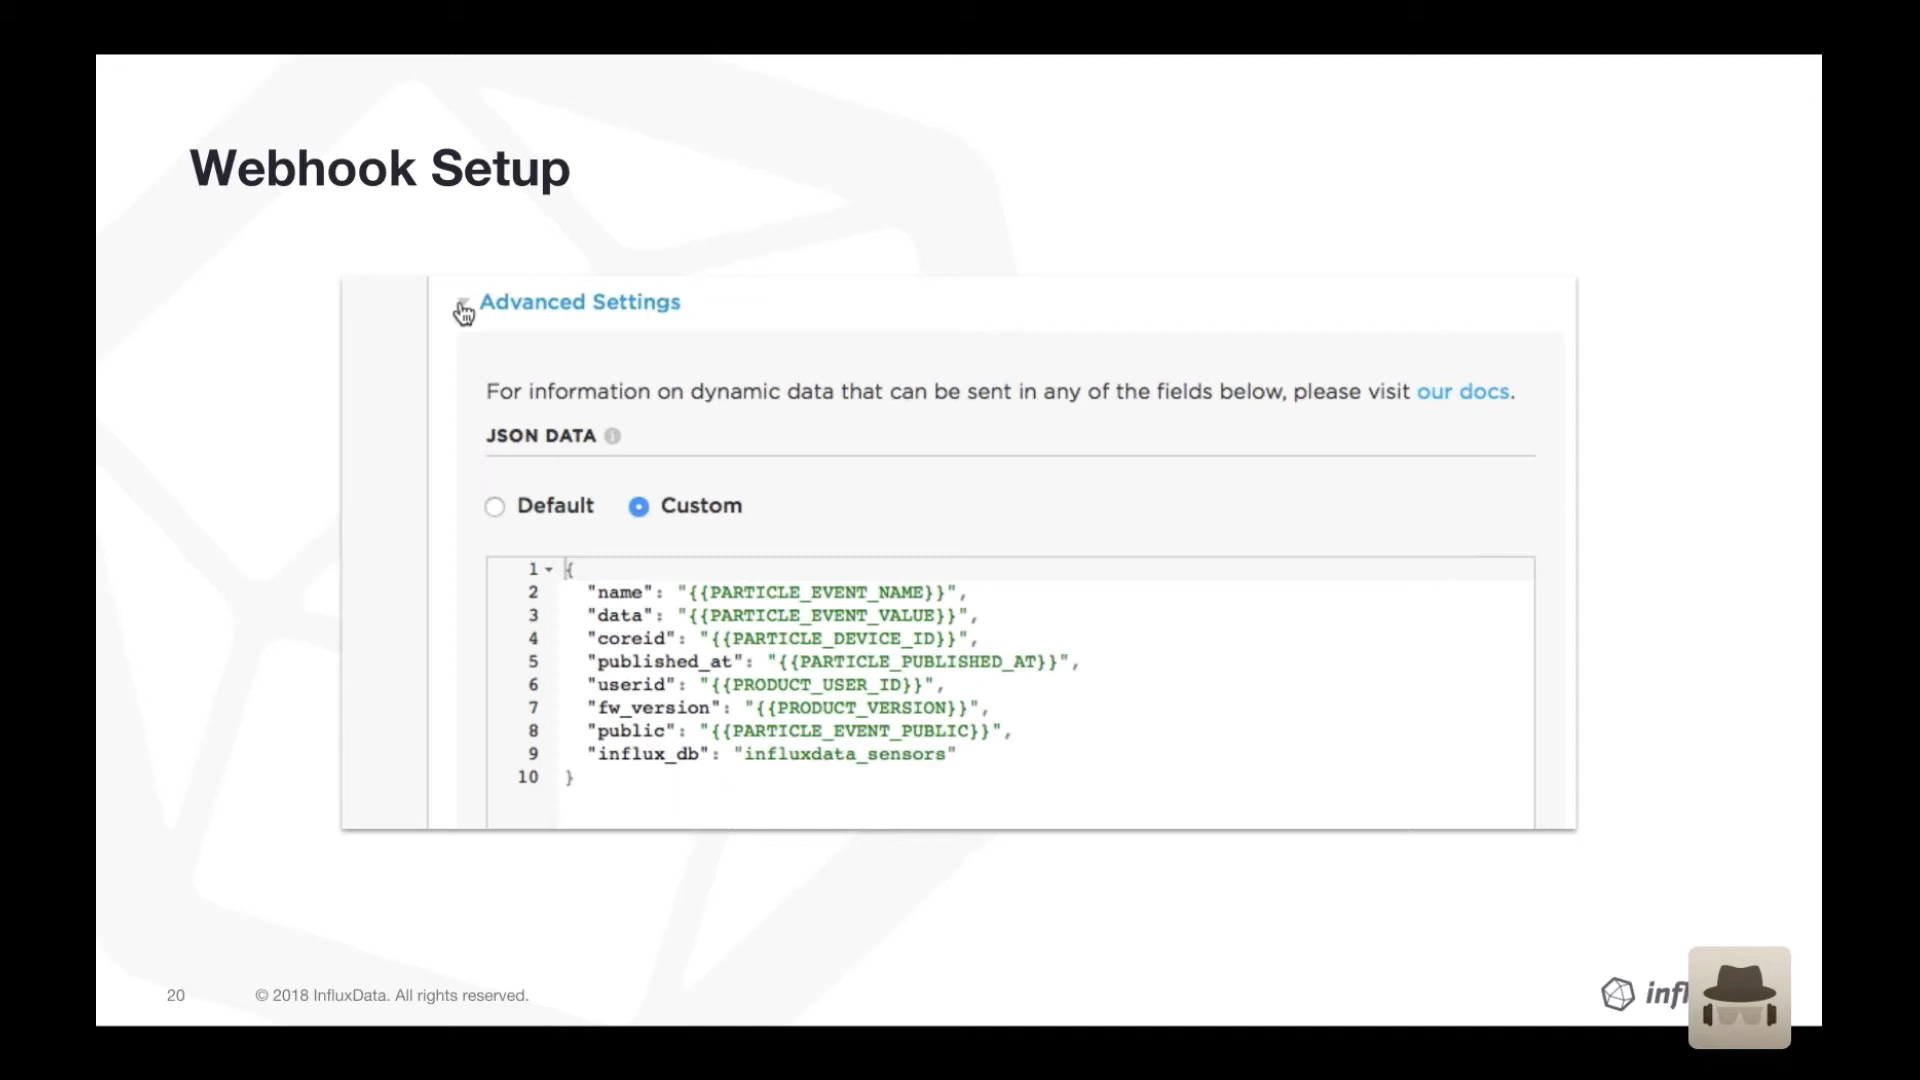 Webhook Setup
Advanced Settings
For information on dynamic data that can be sent in any of the fields below, please visit our docs.
JSON DATA
Default Custom
1 {
2 "name": "{{PARTICLE_EVENT_NAME}}",
3 "data": "{{PARTICLE_EVENT_VALUE}}",
4 "coreid": "{{PARTICLE_DEVICE_ID}}",
5 "published_at": "{{PARTICLE_PUBLISHED_AT}}",
6 "userid": "{{PRODUCT_USER_ID}}",
7 "fw_version": "{{PRODUCT_VERSION}}",
8 "public": "{{PARTICLE_EVENT_PUBLIC}}",
9 "influx_db": "influxdata_sensors"
10 }
20 © 2018 InfluxData. All rights reserved.